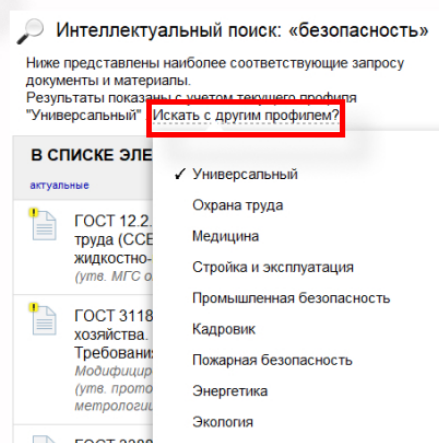 Интеллектуальный поиск: «безопасность»
Ниже представлены наиболее соответствующие запросу
документы и материалы.
Результаты показаны с учетом текущего профиля
"Универсальный" Искать с другим профилем?
В СПИСКЕ ЭЛЕ
актуальные
✓ Универсальный
Охрана труда
Медицина
Стройка и эксплуатация
Промышленная безопасность
Кадровик
Пожарная безопасность
Энергетика
Экология
ГОСТ 12.2.
труда (ССБ
жидкостно-
(утв. МГС о
ГОСТ 3118
хозяйства.
Требовани
Модифицир
(утв. прото
метрологии